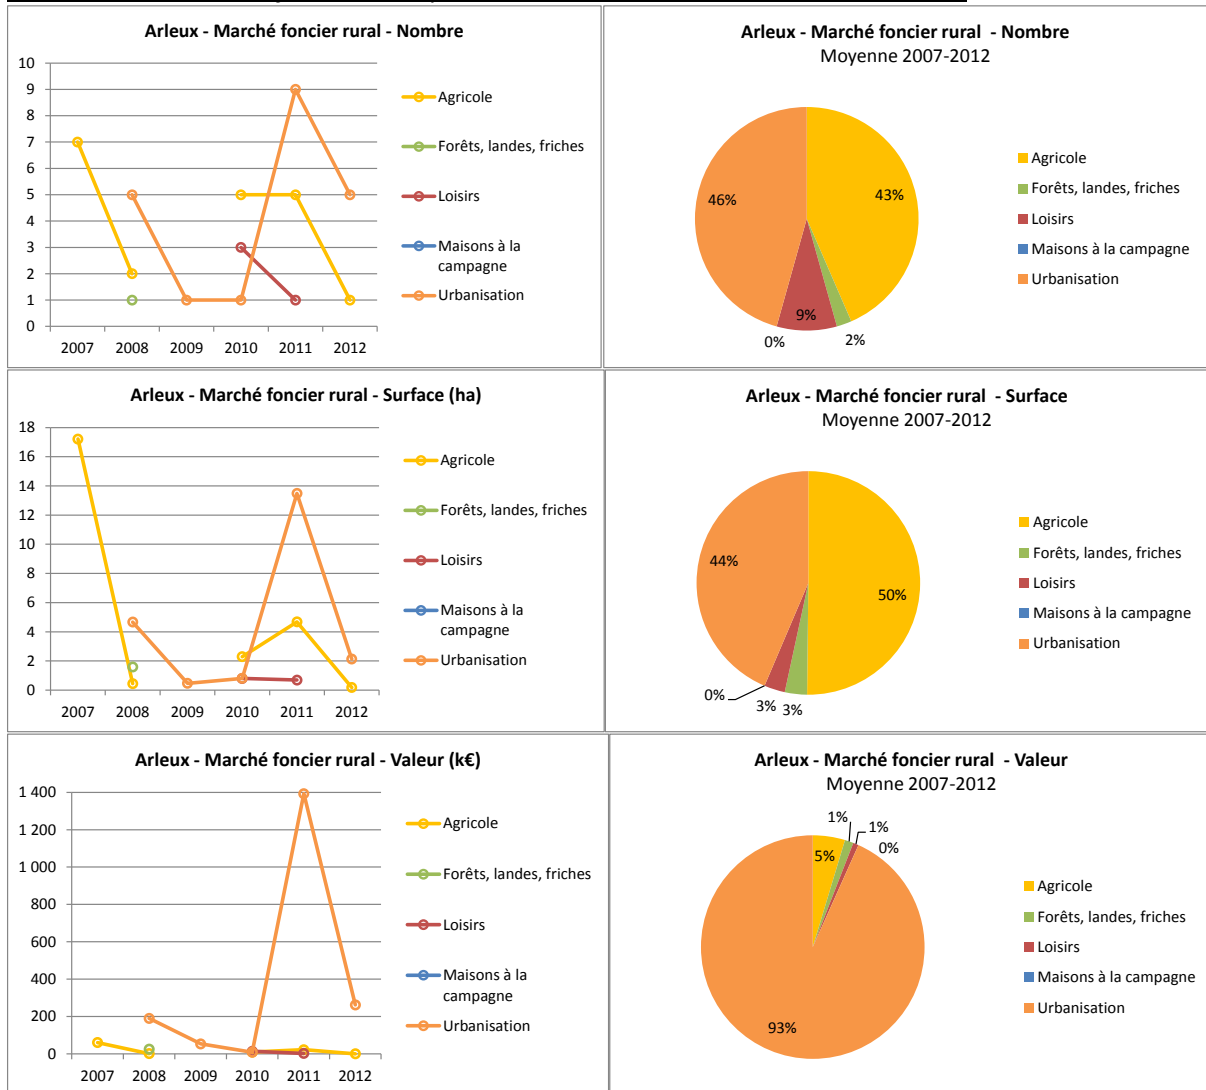 Arleux - Marché foncier rural - Nombre
10
9
8
7
6
5
4
3
2
1
0
2007 2008 2009 2010 2011 2012
Agricole
Forêts, landes, friches
Loisirs
Maisons à la
campagne
Urbanisation
Arleux - Marché foncier rural - Nombre
Moyenne 2007-2012
46%
43%
9%
0%
2%
Agricole
Forêts, landes, friches
Loisirs
Maisons à la campagne
Urbanisation
Arleux - Marché foncier rural - Surface (ha)
18
16
14
12
10
8
6
4
2
0
2007 2008 2009 2010 2011 2012
Agricole
Forêts, landes, friches
Loisirs
Maisons à la
campagne
Urbanisation
Arleux - Marché foncier rural - Surface
Moyenne 2007-2012
44%
50%
0%
3%
3%
Agricole
Forêts, landes, friches
Loisirs
Maisons à la campagne
Urbanisation
Arleux - Marché foncier rural - Valeur (k€)
1 400
1 200
1 000
800
600
400
200
0
2007 2008 2009 2010 2011 2012
Agricole
Forêts, landes, friches
Loisirs
Maisons à la
campagne
Urbanisation
Arleux - Marché foncier rural - Valeur
Moyenne 2007-2012
1%
1%
0%
5%
93%
Agricole
Forêts, landes, friches
Loisirs
Maisons à la campagne
Urbanisation